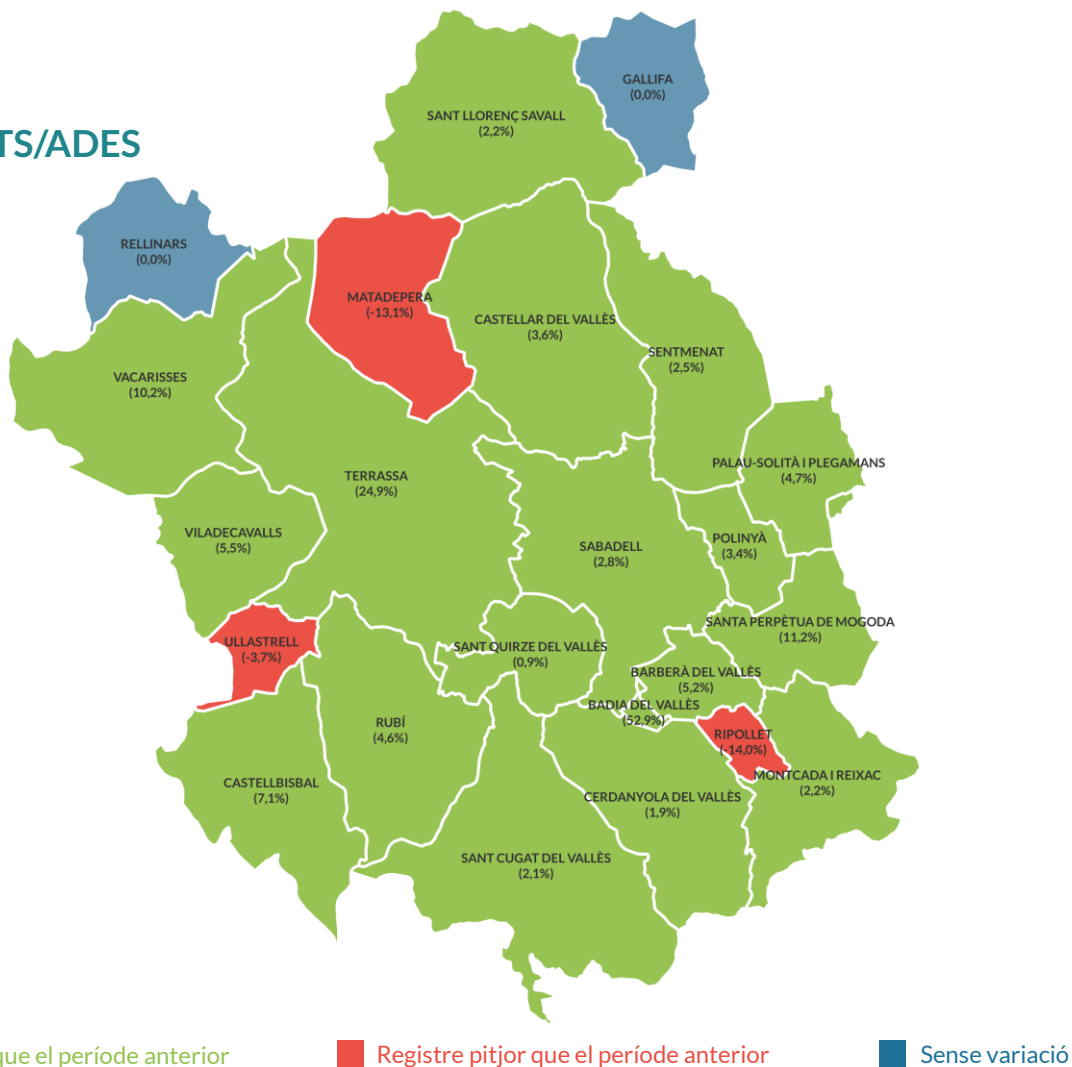 GALLIFA
(0,0%)
SANT LLORENÇ SAVALL
(2,2%)
TS/ADES
RELLINARS
(0,0%)
MATADEPERA
(-13,1%)
CASTELLAR DEL VALLÈS
(3,6%)
SENTMENAT
(2,5%)
VACARISSES
(10,2%)
PALAU-SOLITÀ I PLEGAMANS
(4,7%)
TERRASSA
(24,9%)
VILADECAVALLS
(5,5%)
SABADELL
(2,8%)
POLINYÀ
(3,4%)
SANTA PERPÈTUA DE MOGODA
(11,2%)
ULLASTRELL
(-3,7%)
SANT QUIRZE DEL VALLÈS
(0,9%)
BARBERÀ DEL VALLÈS
(5,2%)
BADIA DEL VALLÈS
(52,9%)
RUBÍ
(4,6%)
RIPOLLET
(-14,0%)
MONTCADA I REIXAC
(2,2%)
CASTELLBISBAL
(7,1%)
CERDANYOLA DEL VALLÈS
(1,9%)
SANT CUGAT DEL VALLÈS
(2,1%)
que el període anterior
Registre pitjor que el període anterior
Sense variació